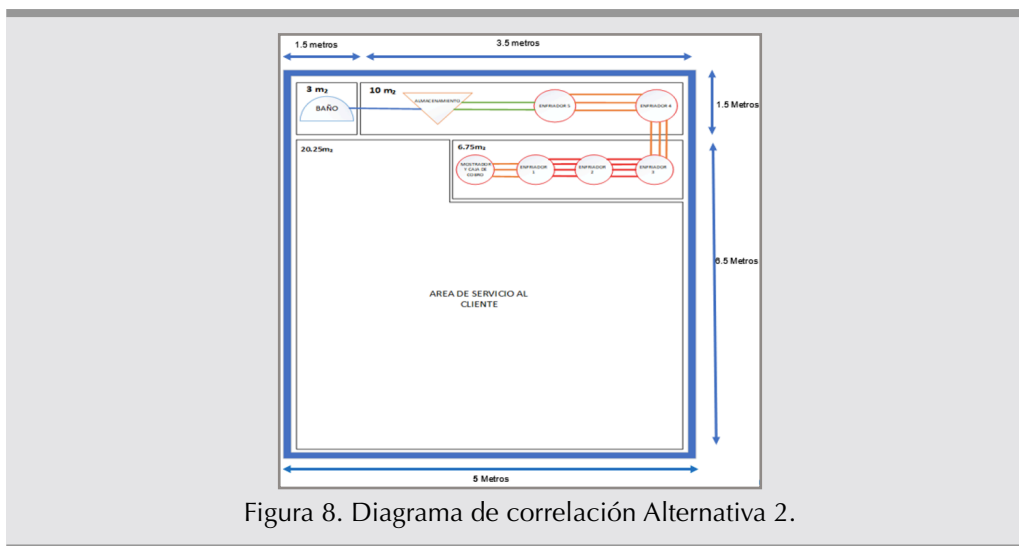 1.5 metros
3.5 metros
3 m₂
10 m₂
BAÑO
ALMACENAMIENTO
ENFRIADOR 5
ENFRIADOR 4
1.5 Metros
20.25m₂
6.75m₂
MOSTRADOR
Y CAJA DE
COBRO
ENFRIADOR
1
ENFRIADOR
2
ENFRIADOR
3
6.5 Metros
AREA DE SERVICIO AL
CLIENTE
5 Metros
Figura 8. Diagrama de correlación Alternativa 2.